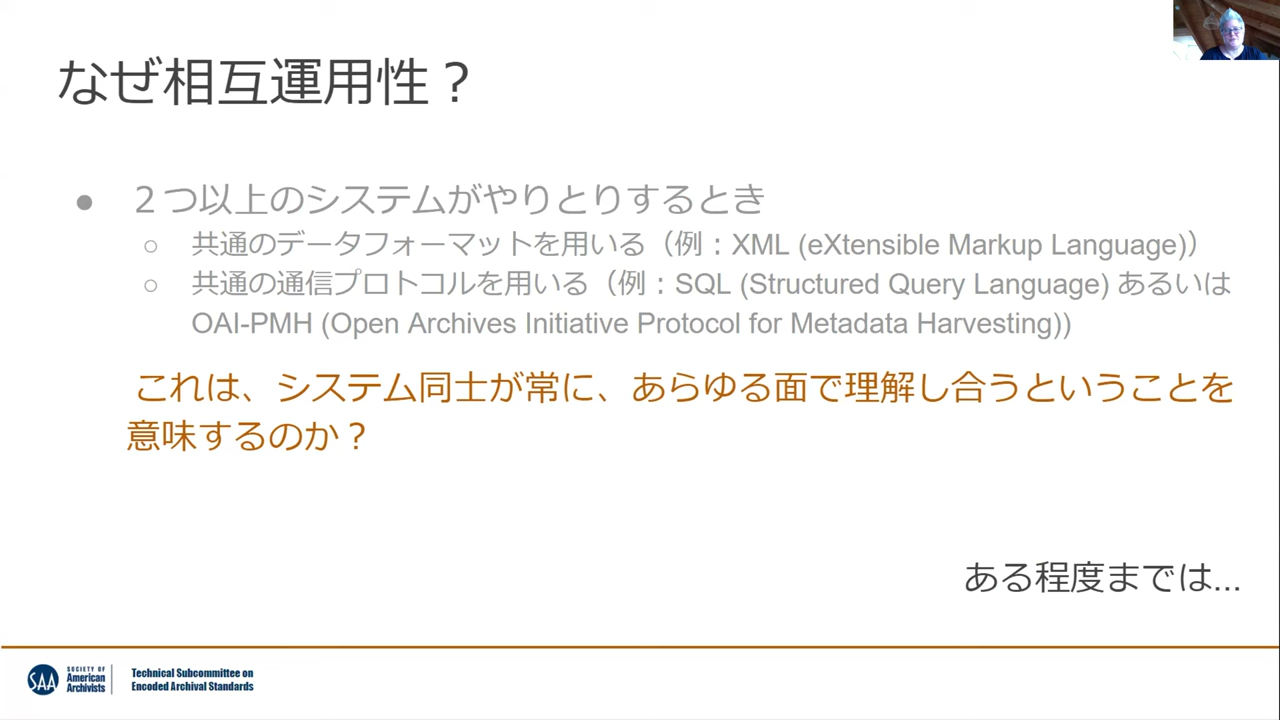 なぜ相互運用性？
● ２つ以上のシステムがやりとりするとき
○ 共通のデータフォーマットを用いる（例：XML (eXtensible Markup Language)）
○ 共通の通信プロトコルを用いる（例：SQL (Structured Query Language) あるいは
OAI-PMH (Open Archives Initiative Protocol for Metadata Harvesting))
これは、システム同士が常に、あらゆる面で理解し合うということを
意味するのか？
ある程度までは...
SAA
SOCIETY OF
American
Archivists
Technical Subcommittee on
Encoded Archival Standards